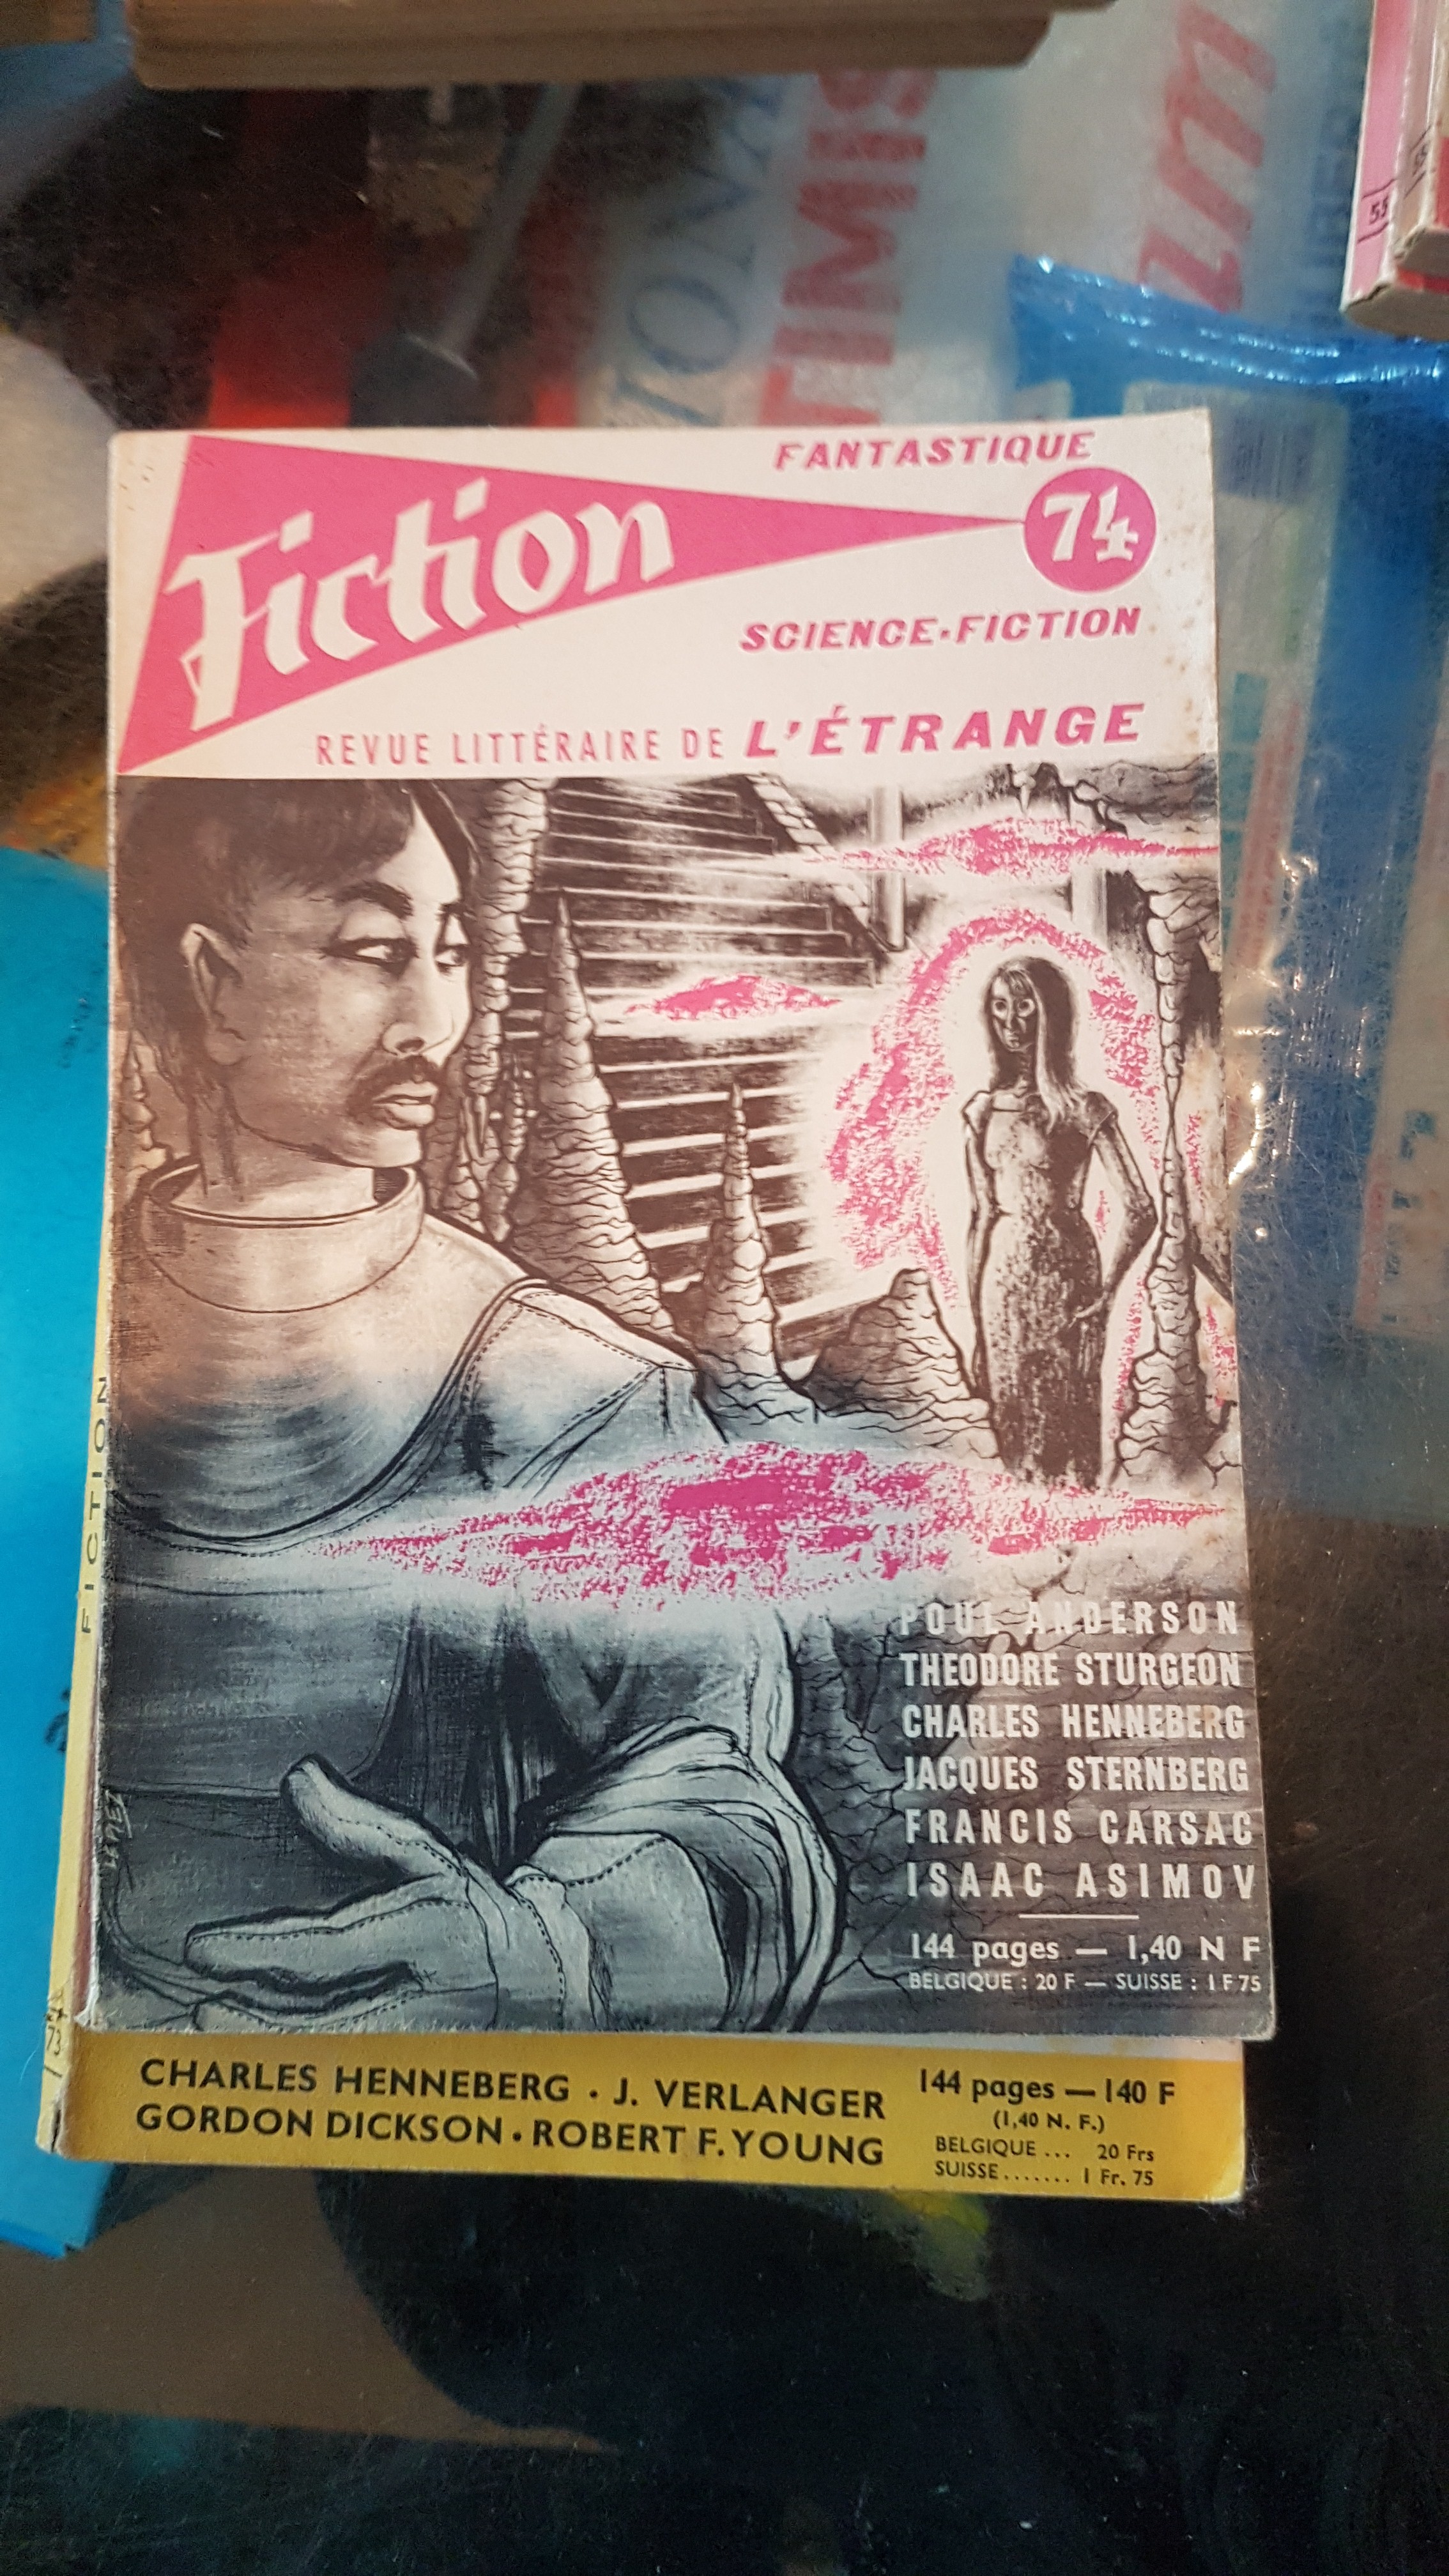 FANTASTIQUE
Fiction
74
SCIENCE-FICTION
REVUE LITTÉRAIRE DE L'ÉTRANGE
POUL ANDERSON
THEODORE STURGEON
CHARLES HENNEBERG
JACQUES STERNBERG
FRANCIS CARSAC
ISAAC ASIMOV
144 pages — 1,40 N F
BELGIQUE : 20 F — SUISSE : 1 F 75
FICTION
73
CHARLES HENNEBERG • J. VERLANGER
GORDON DICKSON • ROBERT F. YOUNG
144 pages — 140 F
(1,40 N. F.)
BELGIQUE ... 20 Frs
SUISSE ....... 1 Fr. 75
55